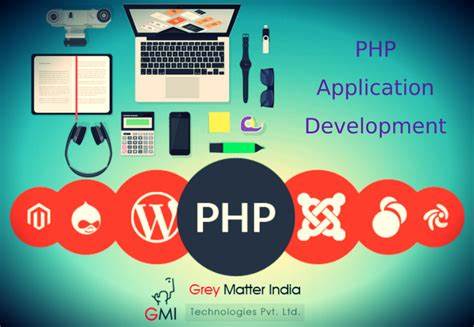 PHP
Application
Development
PHP
Grey Matter India
GMI
Technologies Pvt. Ltd.